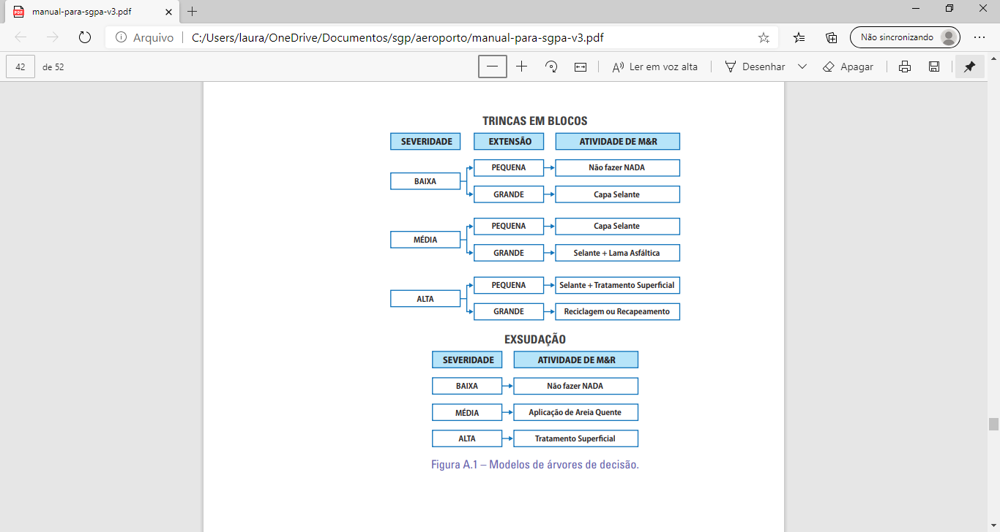 manual-para-sgpa-v3.pdf
Arquivo C:/Users/laura/OneDrive/Documentos/sgp/aeroporto/manual-para-sgpa-v3.pdf Não sincronizando
42 de 52 Ler em voz alta Desenhar Apagar
TRINCAS EM BLOCOS
SEVERIDADE EXTENSÃO ATIVIDADE DE M&R
PEQUENA Não fazer NADA
BAIXA
GRANDE Capa Selante
PEQUENA Capa Selante
MÉDIA
GRANDE Selante + Lama Asfáltica
PEQUENA Selante + Tratamento Superficial
ALTA
GRANDE Reciclagem ou Recapeamento
EXSUDAÇÃO
SEVERIDADE ATIVIDADE DE M&R
BAIXA Não fazer NADA
MÉDIA Aplicação de Areia Quente
ALTA Tratamento Superficial
Figura A.1 – Modelos de árvores de decisão.